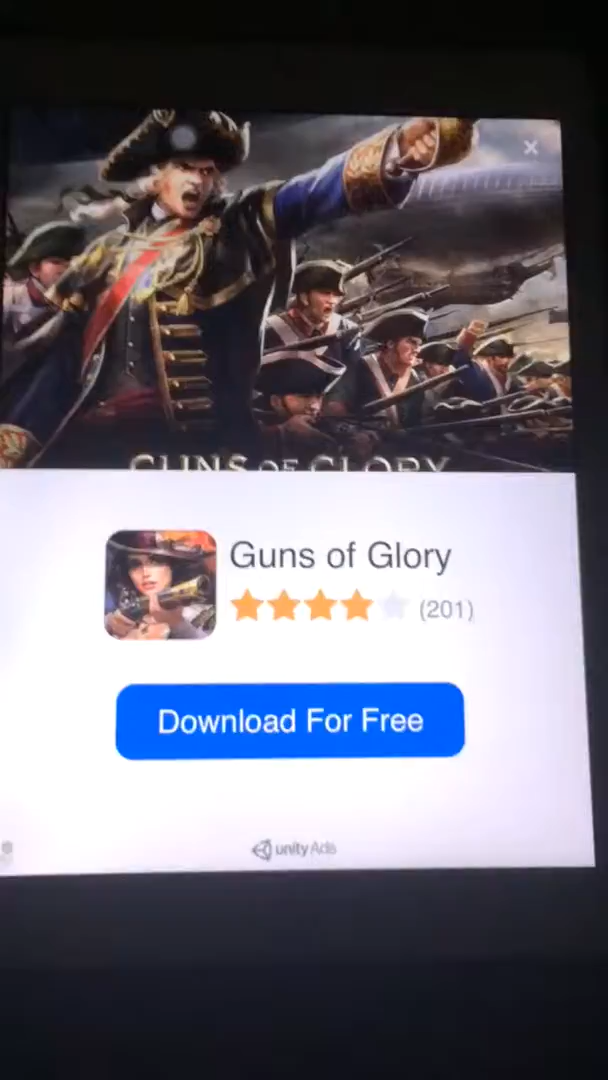 GUNS OF GLORY
Guns of Glory
(201)
Download For Free
unity Ads